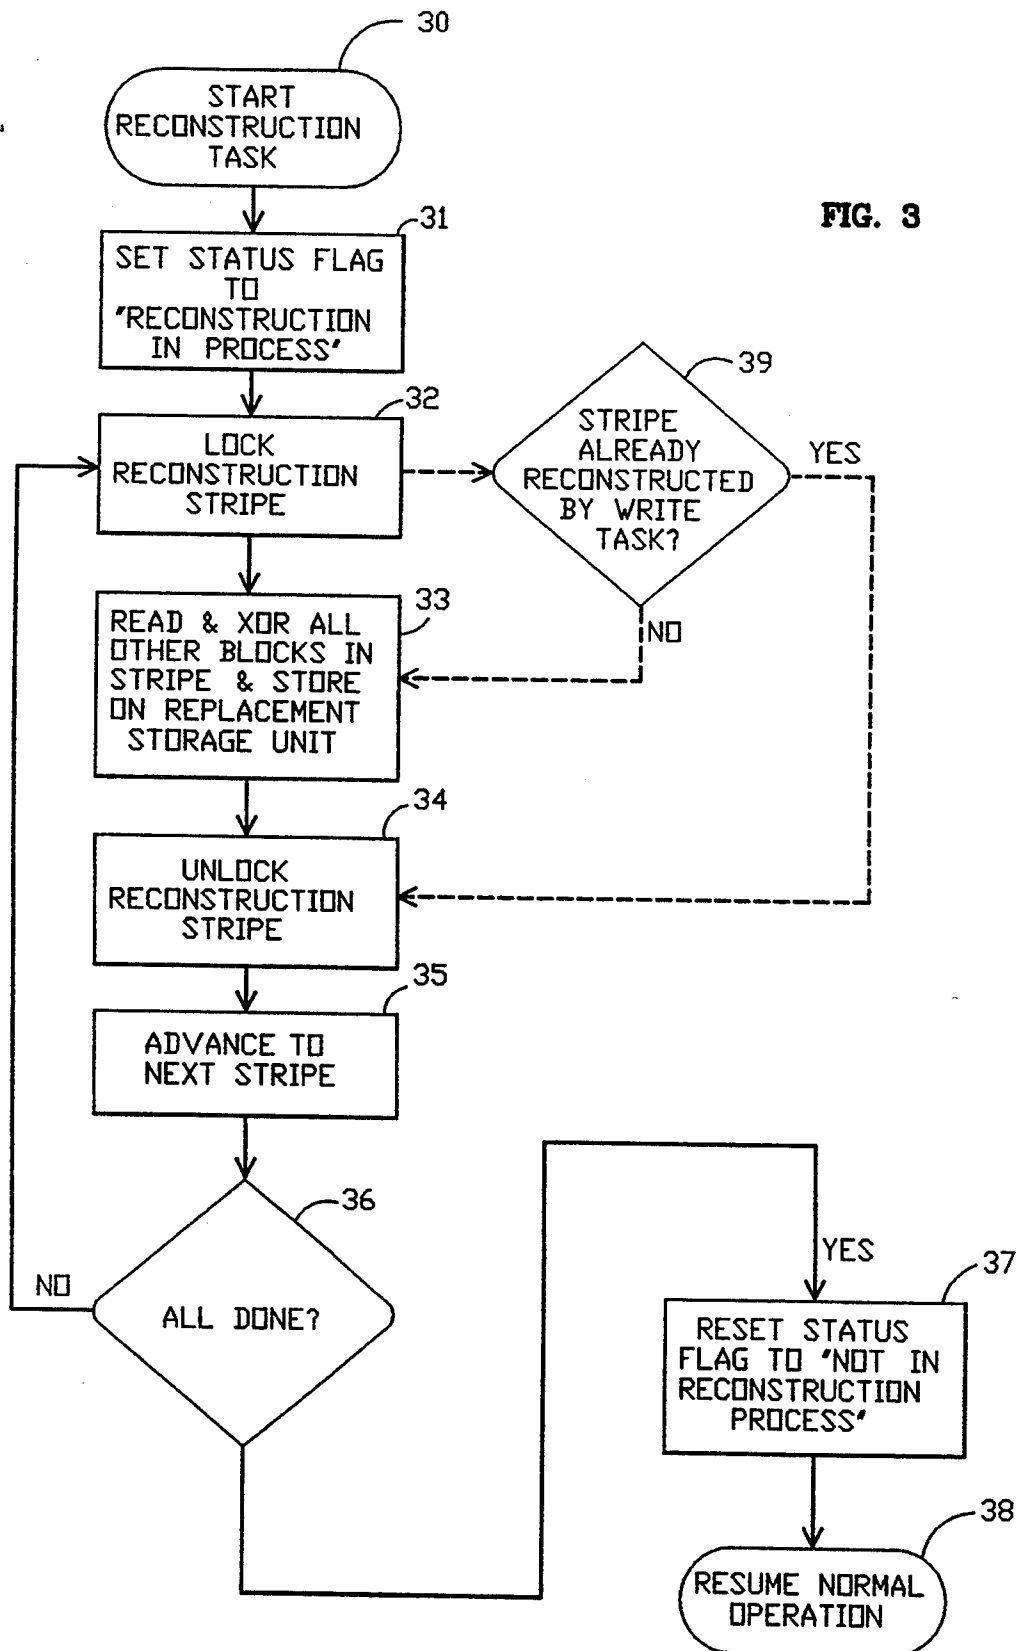 30
START
RECONSTRUCTION
TASK
FIG. 3
31
SET STATUS FLAG
TO
"RECONSTRUCTION
IN PROCESS"
32
LOCK
RECONSTRUCTION
STRIPE
39
STRIPE
ALREADY
RECONSTRUCTED
BY WRITE
TASK?
YES
NO
33
READ & XOR ALL
OTHER BLOCKS IN
STRIPE & STORE
ON REPLACEMENT
STORAGE UNIT
34
UNLOCK
RECONSTRUCTION
STRIPE
35
ADVANCE TO
NEXT STRIPE
36
ALL DONE?
NO
YES
37
RESET STATUS
FLAG TO "NOT IN
RECONSTRUCTION
PROCESS"
38
RESUME NORMAL
OPERATION